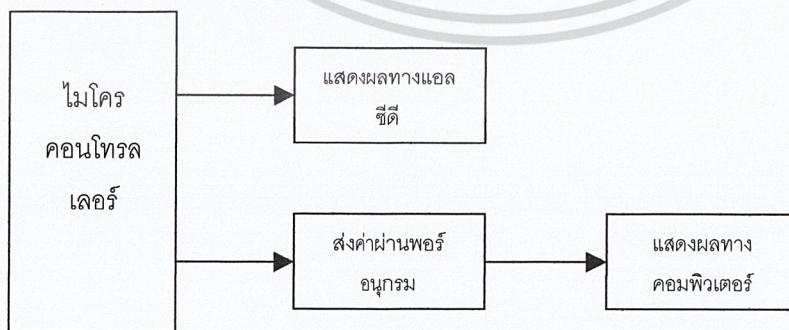 ไมโคร
คอนโทรล
เลอร์
แสดงผลทางแอล
ซีดี
ส่งค่าผ่านพอร์
อนุกรม
แสดงผลทาง
คอมพิวเตอร์